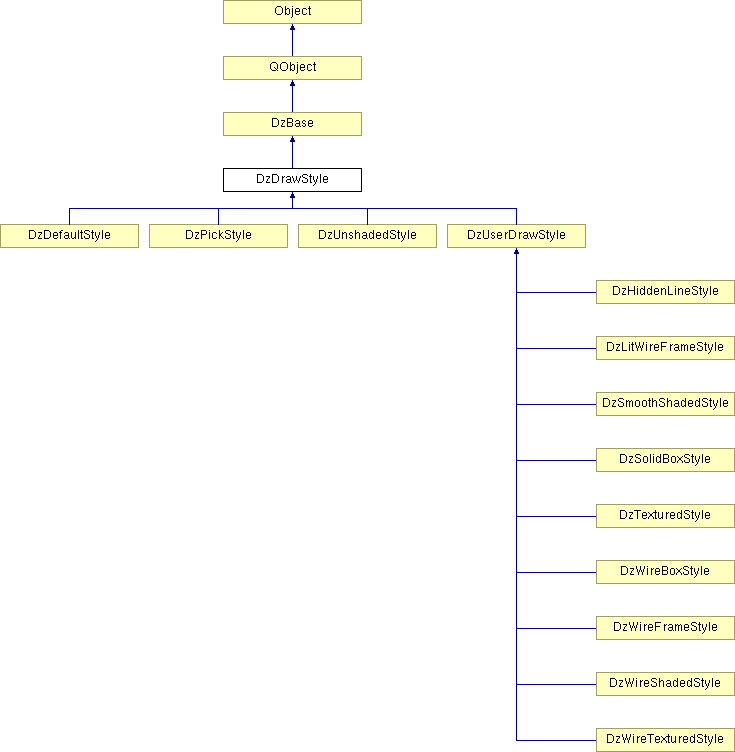 Object
QObject
DzBase
DzDrawStyle
DzDefaultStyle
DzPickStyle
DzUnshadedStyle
DzUserDrawStyle
DzHiddenLineStyle
DzLitWireFrameStyle
DzSmoothShadedStyle
DzSolidBoxStyle
DzTexturedStyle
DzWireBoxStyle
DzWireFrameStyle
DzWireShadedStyle
DzWireTexturedStyle